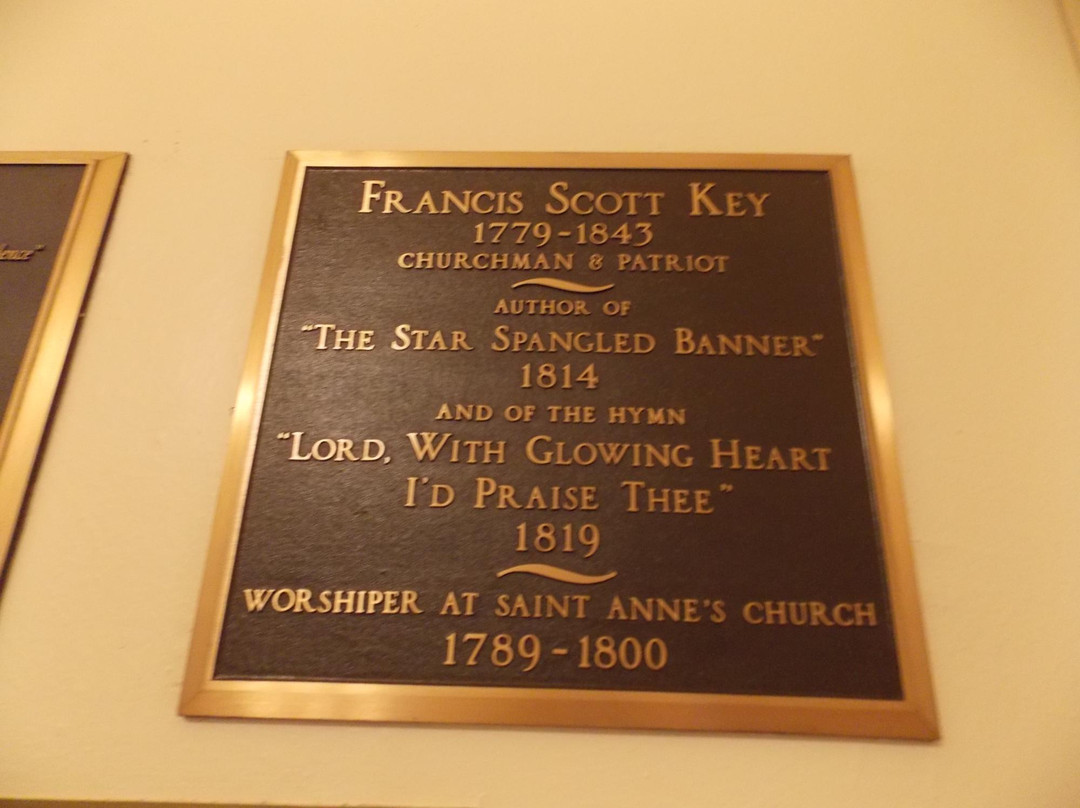 Francis Scott Key
1779-1843
CHURCHMAN & PATRIOT
AUTHOR OF
"The Star Spangled Banner"
1814
AND OF THE HYMN
"Lord, With Glowing Heart
I'd Praise Thee"
1819
WORSHIPER AT SAINT ANNE'S CHURCH
1789-1800